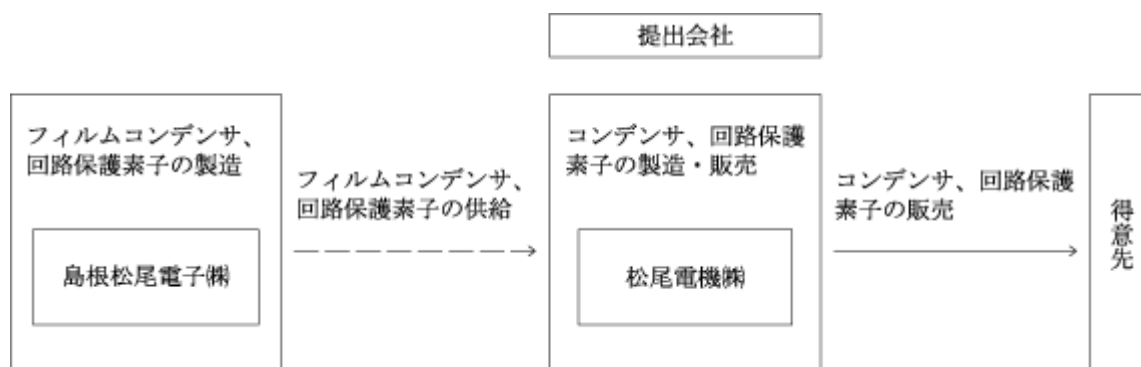 提出会社
フィルムコンデンサ、
回路保護素子の製造
島根松尾電子㈱
フィルムコンデンサ、
回路保護素子の供給
コンデンサ、回路保護
素子の製造・販売
松尾電機㈱
コンデンサ、回路保護
素子の販売
得意先